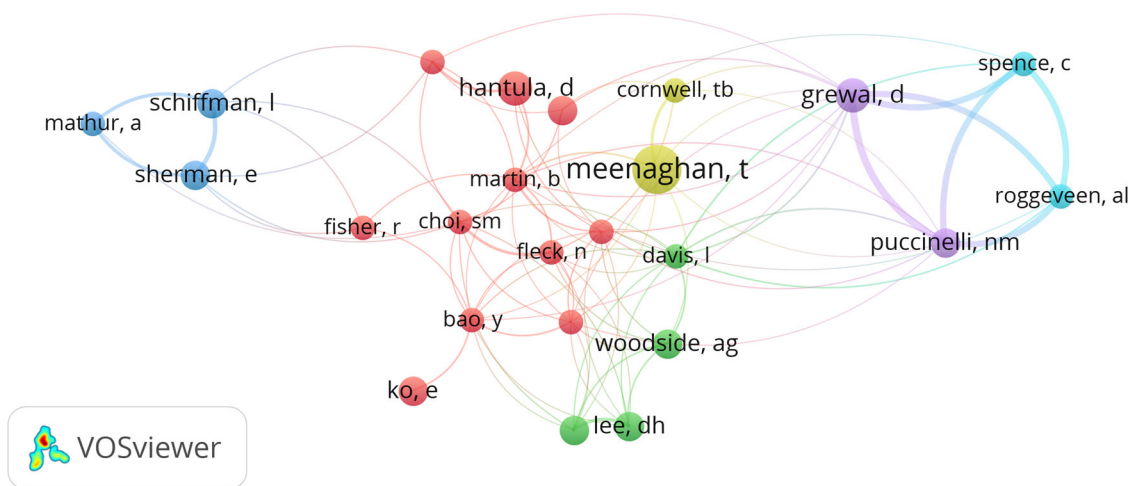 spence, c
hantula, d
cornwell, tb
grewal, d
schiffman, l
mathur, a
meenaghan, t
sherman, e
martin, b
roggeveen, al
fisher, r
choi, sm
fleck, n
davis, l
puccinelli, nm
bao, y
woodside, ag
ko, e
lee, dh
VOSviewer